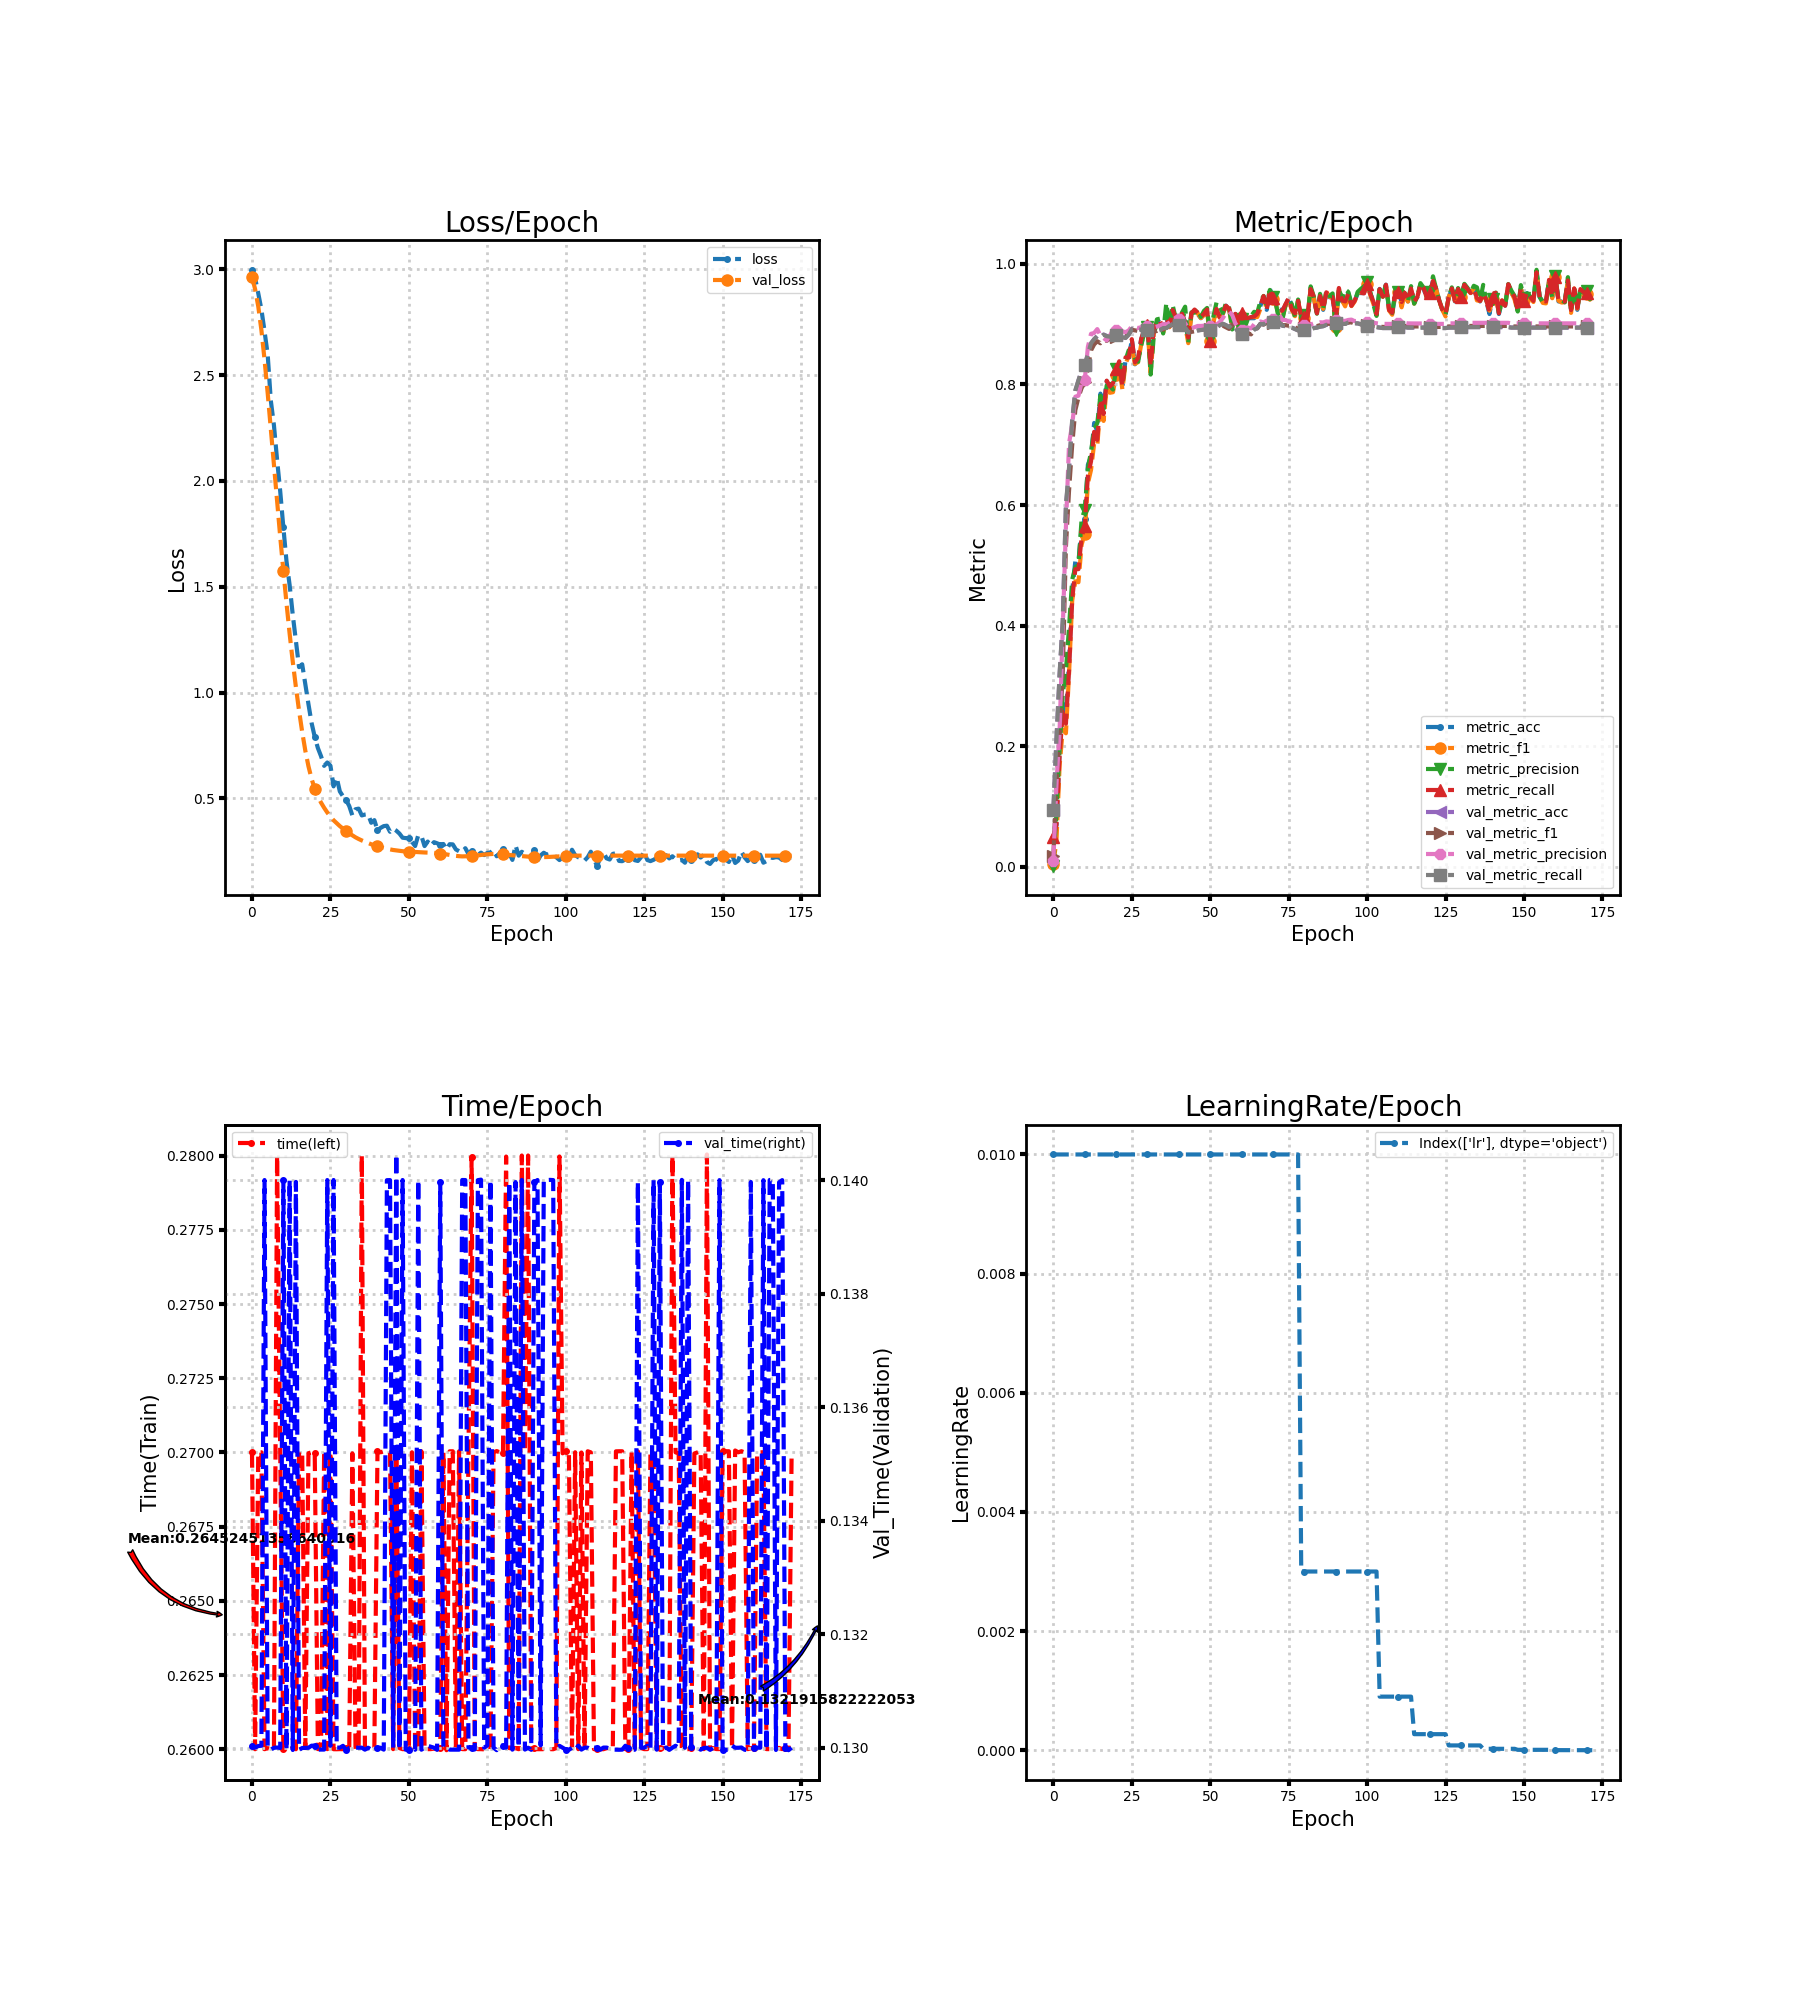 Loss/Epoch
loss
val_loss
3.0
2.5
2.0
1.5
1.0
0.5
Loss
0
25
50
75
100
125
150
175
Epoch
Metric/Epoch
1.0
0.8
0.6
0.4
0.2
0.0
Metric
metric_acc
metric_f1
metric_precision
metric_recall
val_metric_acc
val_metric_f1
val_metric_precision
val_metric_recall
0
25
50
75
100
125
150
175
Epoch
Time/Epoch
time(left)
val_time(right)
0.2800
0.2775
0.2750
0.2725
0.2700
0.2675
0.2650
0.2625
0.2600
Time(Train)
0.140
0.138
0.136
0.134
0.132
0.130
Val_Time(Validation)
Mean:0.1321915822222053
0
25
50
75
100
125
150
175
Epoch
LearningRate/Epoch
Index(['lr'], dtype='object')
0.010
0.008
0.006
0.004
0.002
0.000
LearningRate
0
25
50
75
100
125
150
175
Epoch